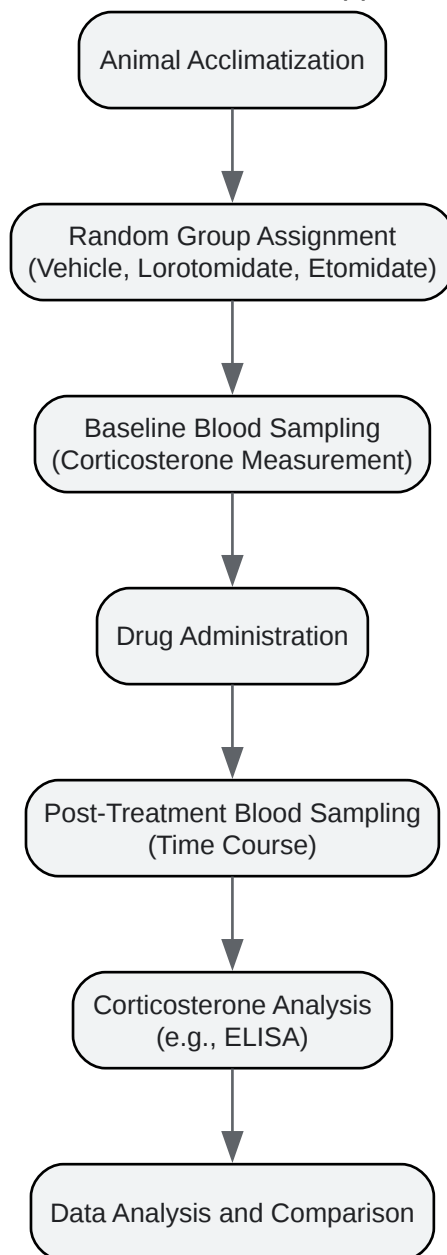 Animal Acclimatization
Random Group Assignment
(Vehicle, Lorotomidate, Etomidate)
Baseline Blood Sampling
(Corticosterone Measurement)
Drug Administration
Post-Treatment Blood Sampling
(Time Course)
Corticosterone Analysis
(e.g., ELISA)
Data Analysis and Comparison